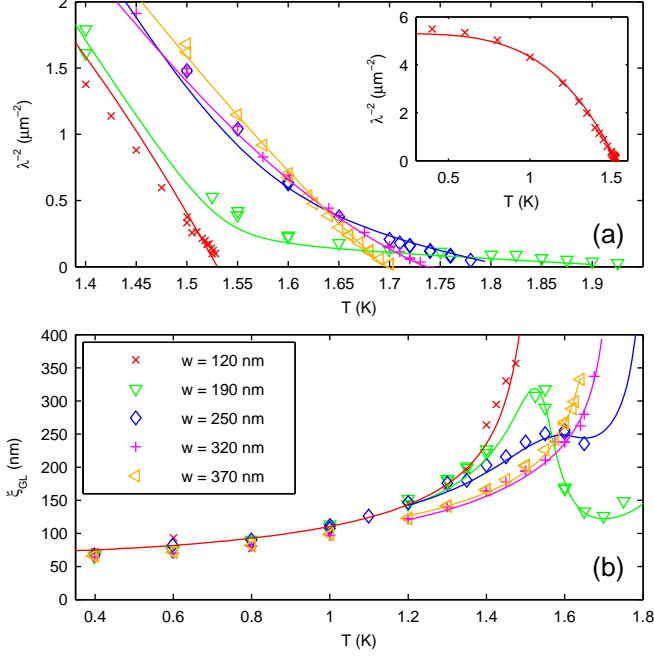 2
1.5
1
0.5
0
λ⁻² (μm⁻²)
1.4 1.45 1.5 1.55 1.6 1.65 1.7 1.75 1.8 1.85 1.9
T (K)
(a)
6
4
2
0
λ⁻² (μm⁻²)
0.5 1 1.5
T (K)
400
350
300
250
200
150
100
50
0
ξGL (nm)
w = 120 nm
w = 190 nm
w = 250 nm
w = 320 nm
w = 370 nm
(b)
0.4 0.6 0.8 1 1.2 1.4 1.6 1.8
T (K)